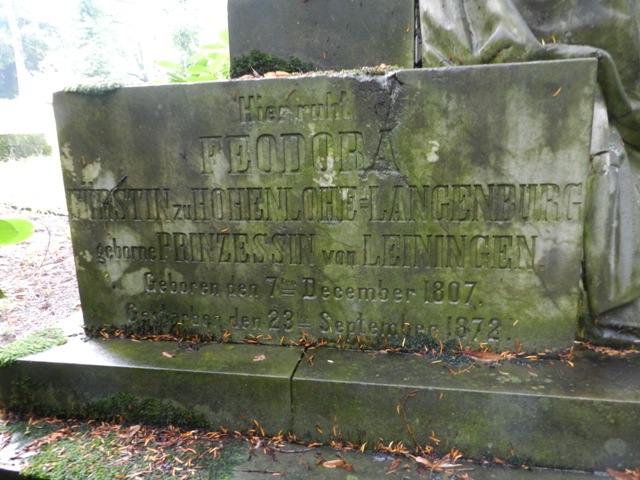 Hier ruht
FEODORA
FÜRSTIN zu HOHENLOHE-LANGENBURG
geborne PRINZESSIN von LEININGEN.
Geboren den 7ten December 1807.
Gestorben den 23ten September 1872.